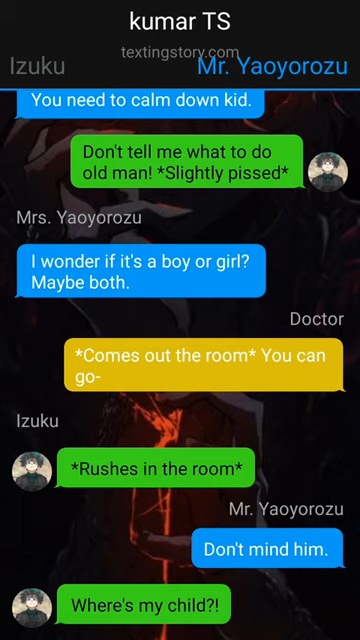 kumar TS
textingstory.com
Izuku
Mr. Yaoyorozu
You need to calm down kid.
Don't tell me what to do
old man! *Slightly pissed*
Mrs. Yaoyorozu
I wonder if it's a boy or girl?
Maybe both.
Doctor
*Comes out the room* You can
go-
Izuku
*Rushes in the room*
Mr. Yaoyorozu
Don't mind him.
Where's my child?!